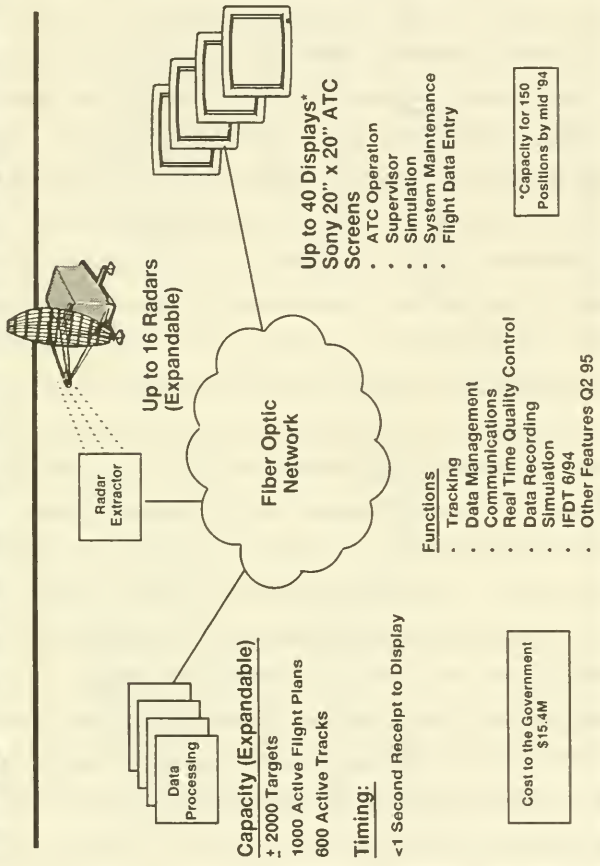 Data
Processing
Capacity (Expandable)
± 2000 Targets
1000 Active Flight Plans
600 Active Tracks
Timing:
<1 Second Receipt to Display
Cost to the Government
$15.4M
Radar
Extractor
Up to 16 Radars
(Expandable)
Fiber Optic
Network
Functions
· Tracking
· Data Management
· Communications
· Real Time Quality Control
· Data Recording
· Simulation
· IFDT 6/94
· Other Features Q2 95
Up to 40 Displays*
Sony 20" x 20" ATC
Screens
· ATC Operation
· Supervisor
· Simulation
· System Maintenance
· Flight Data Entry
*Capacity for 150
Positions by mid '94